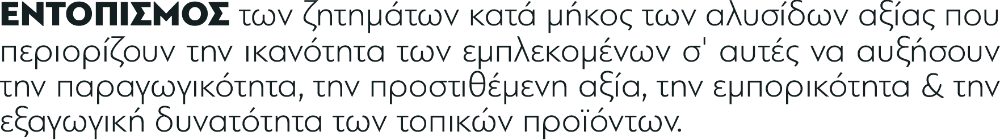 ΕΝΤΟΠΙΣΜΟΣ των ζητημάτων κατά μήκος των αλυσίδων αξίας που
περιορίζουν την ικανότητα των εμπλεκομένων σ' αυτές να αυξήσουν
την παραγωγικότητα, την προστιθέμενη αξία, την εμπορικότητα & την
εξαγωγική δυνατότητα των τοπικών προϊόντων.